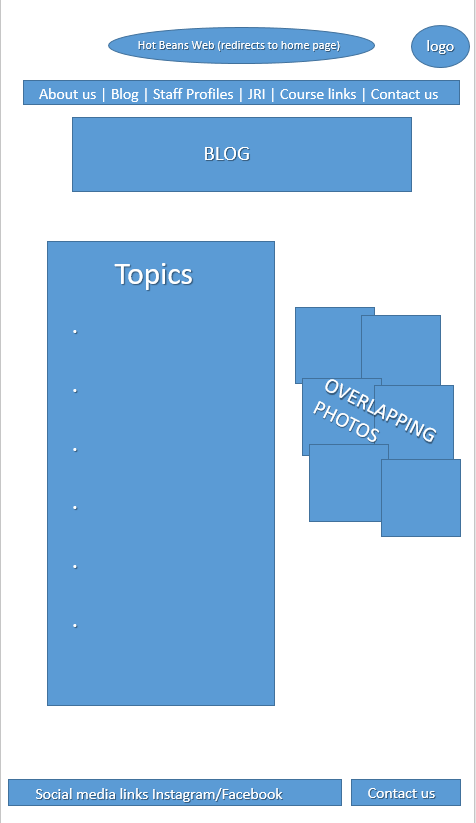 Hot Beans Web (redirects to home page)
logo
About us | Blog | Staff Profiles | JRI | Course links | Contact us
BLOG
Topics
OVERLAPPING
PHOTOS
Social media links Instagram/Facebook
Contact us